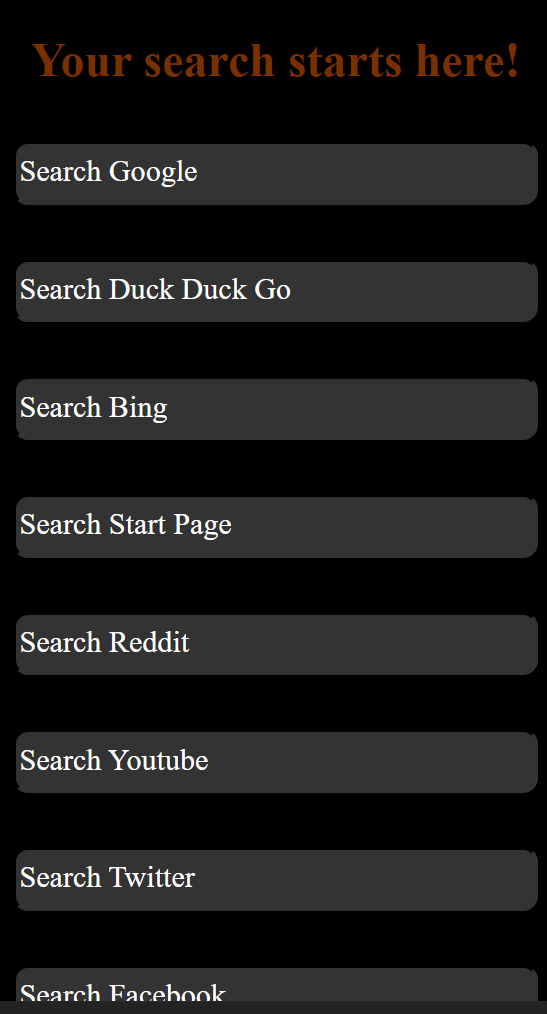 Your search starts here!
Search Google
Search Duck Duck Go
Search Bing
Search Start Page
Search Reddit
Search Youtube
Search Twitter
Search Facebook